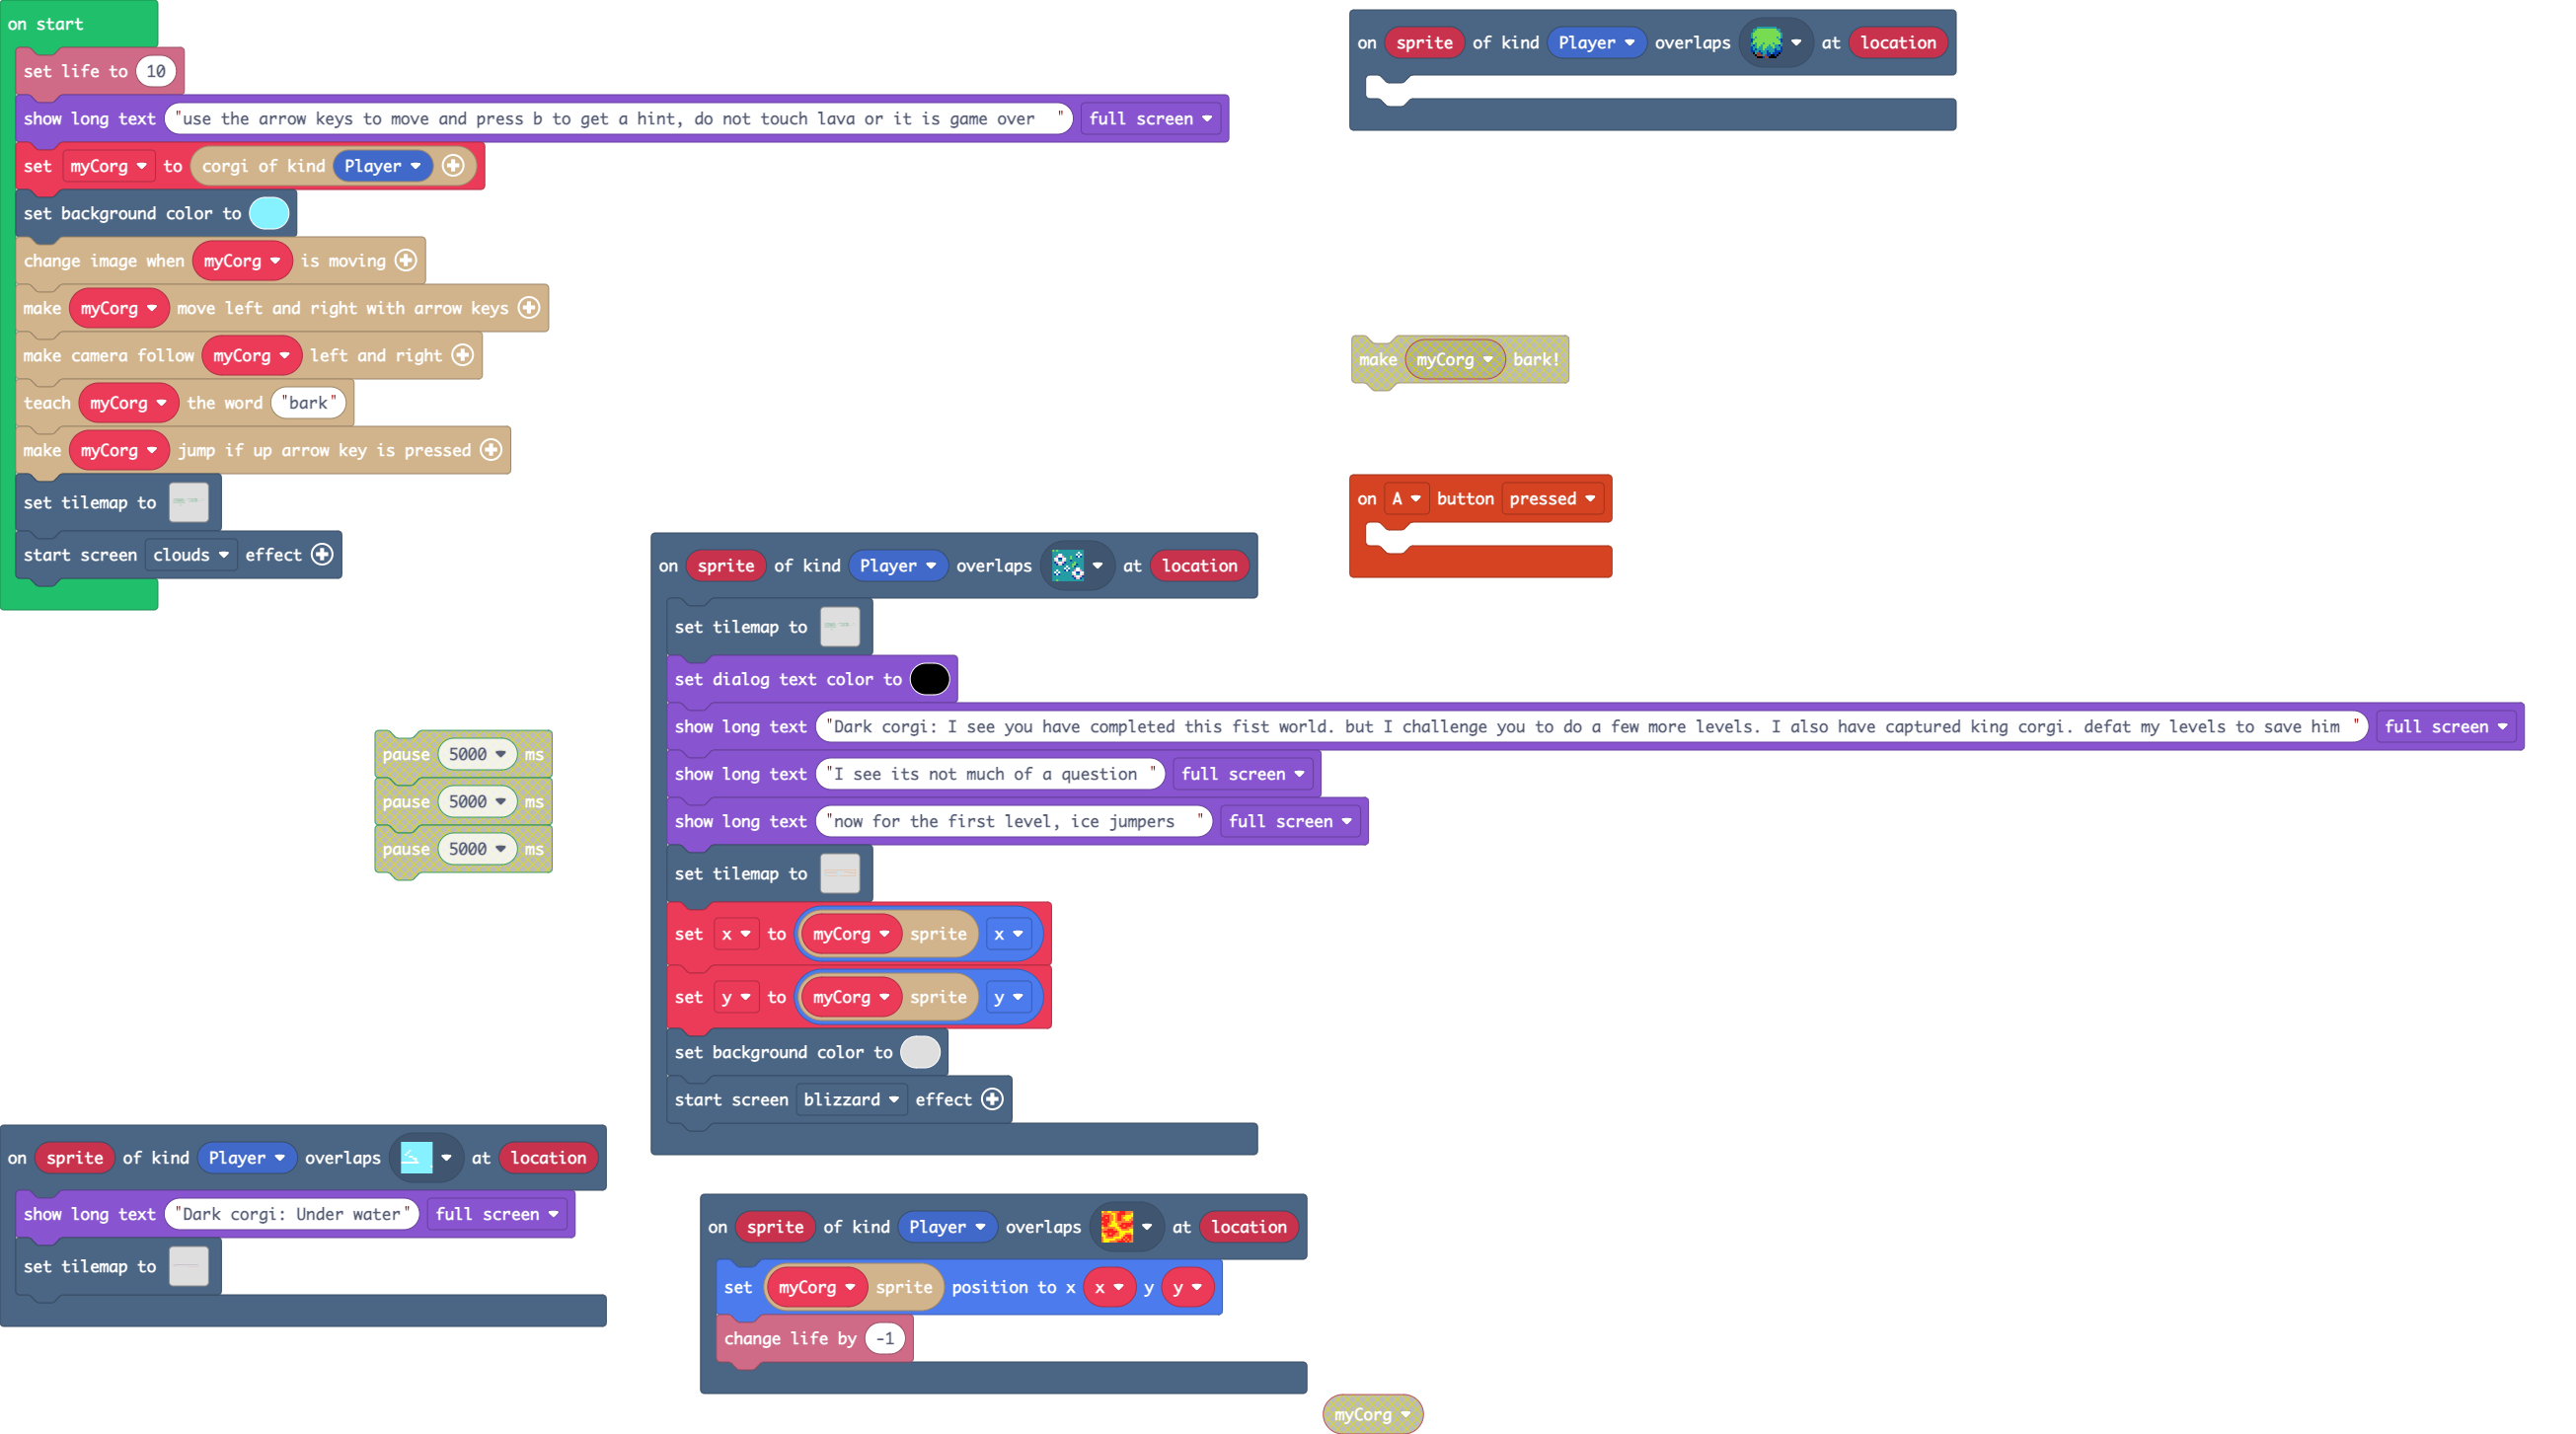 on start
set life to 10
show long text "use the arrow keys to move and press b to get a hint, do not touch lava or it is game over " full screen
set myCorg to corgi of kind Player
set background color to
change image when myCorg is moving
make myCorg move left and right with arrow keys
make camera follow myCorg left and right
teach myCorg the word "bark"
make myCorg jump if up arrow key is pressed
set tilemap to
start screen clouds effect
on sprite of kind Player overlaps at location
make myCorg bark!
on A button pressed
on sprite of kind Player overlaps at location
set tilemap to
set dialog text color to
show long text "Dark corgi: I see you have completed this fist world. but I challenge you to do a few more levels. I also have captured king corgi. defat my levels to save him " full screen
show long text "I see its not much of a question " full screen
show long text "now for the first level, ice jumpers " full screen
set tilemap to
set x to myCorg sprite x
set y to myCorg sprite y
set background color to
start screen blizzard effect
pause 5000 ms
pause 5000 ms
pause 5000 ms
on sprite of kind Player overlaps at location
show long text "Dark corgi: Under water" full screen
set tilemap to
on sprite of kind Player overlaps at location
set myCorg sprite position to x x y y
change life by -1
myCorg